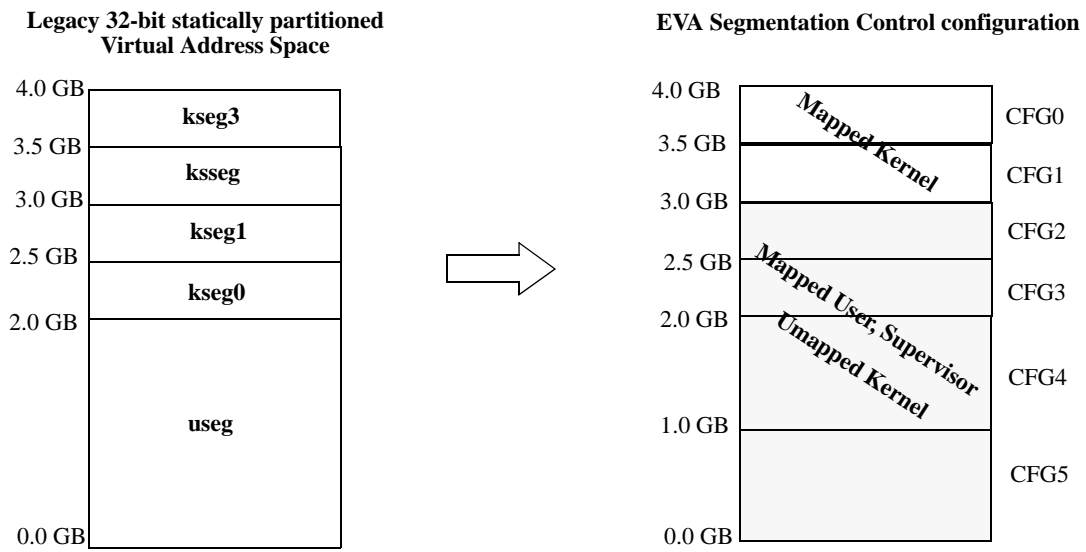 Legacy 32-bit statically partitioned
Virtual Address Space
4.0 GB
kseg3
3.5 GB
ksseg
3.0 GB
kseg1
2.5 GB
kseg0
2.0 GB
useg
0.0 GB
EVA Segmentation Control configuration
4.0 GB
Mapped Kernel
CFG0
3.5 GB
CFG1
3.0 GB
CFG2
2.5 GB
Mapped User, Supervisor
CFG3
2.0 GB
Umapped Kernel
CFG4
1.0 GB
CFG5
0.0 GB